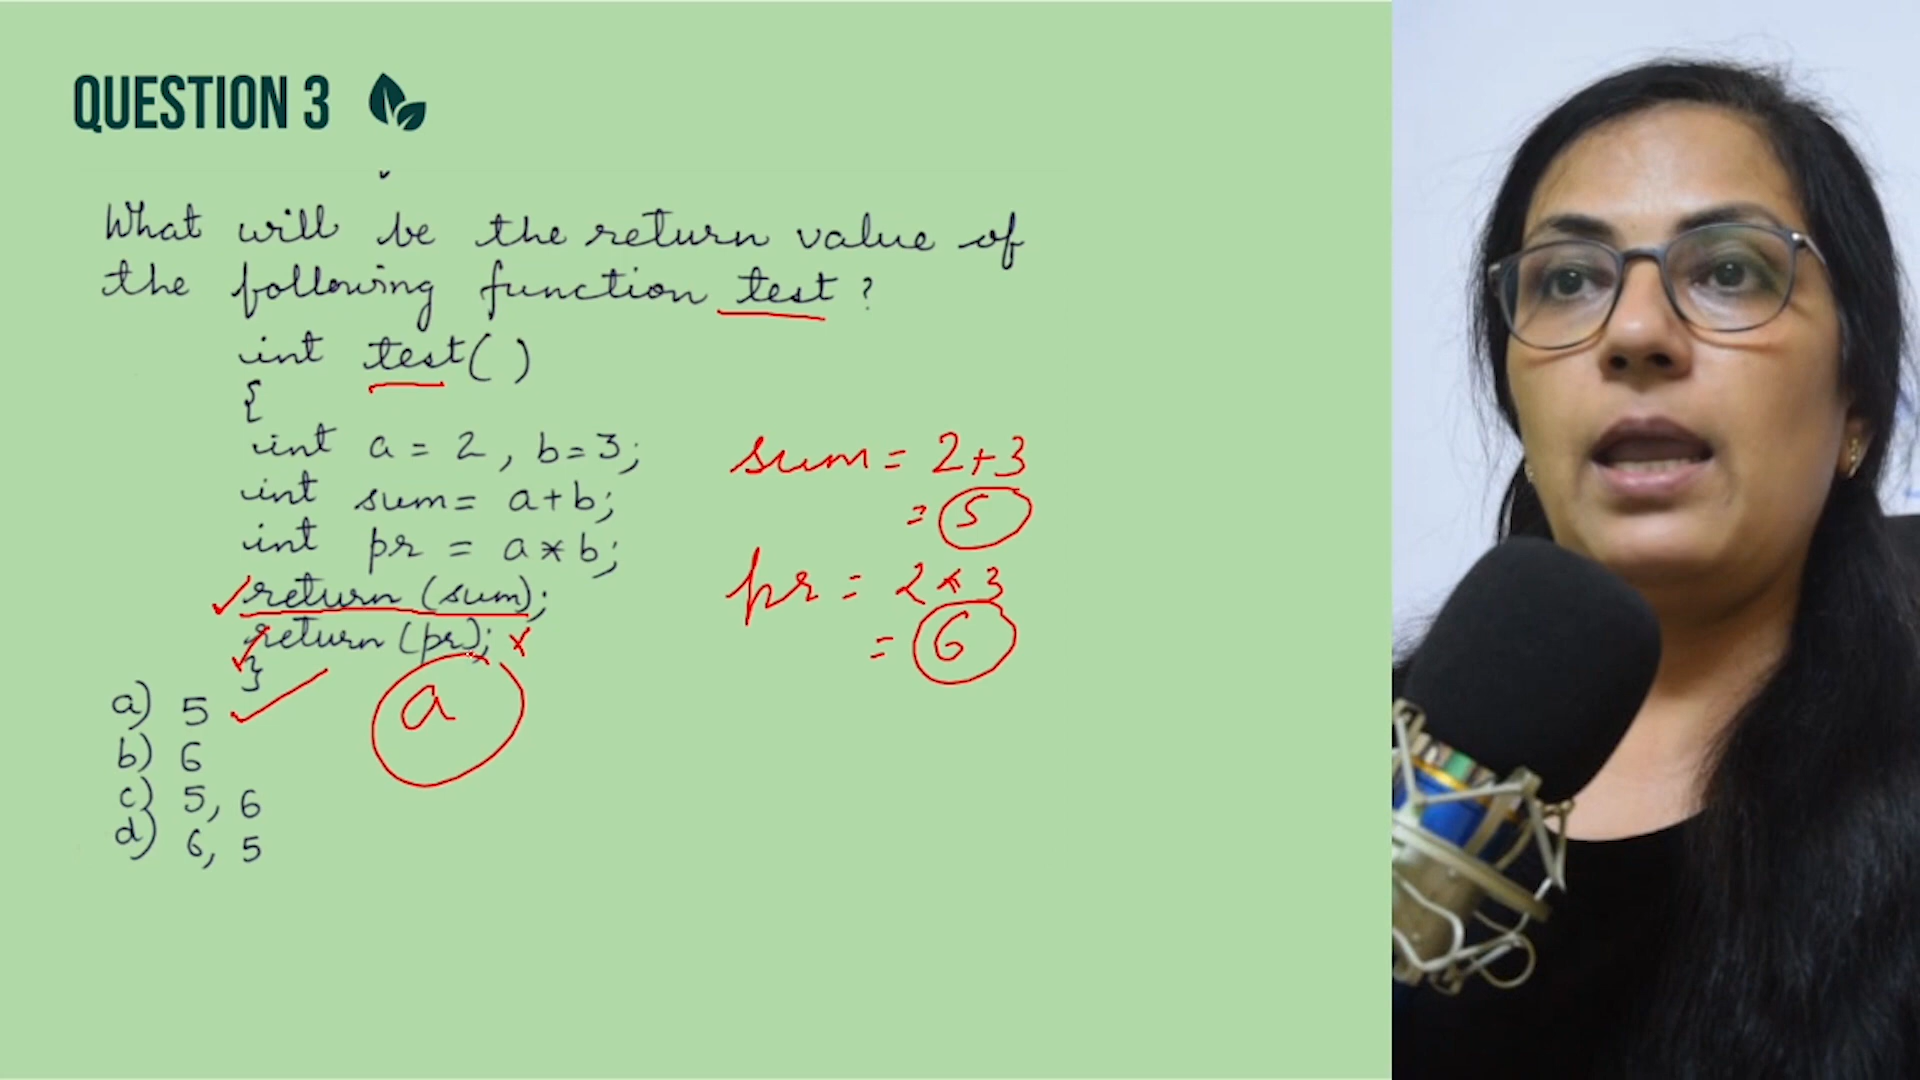 QUESTION 3
What will be the return value of
the following function test ?
int test( )
{
int a = 2 , b = 3;
int sum = a + b;
int pr = a * b;
return (sum);
return (pr);
}
a) 5
b) 6
c) 5, 6
d) 6, 5
a
sum = 2+3
= 5
pr = 2 * 3
= 6